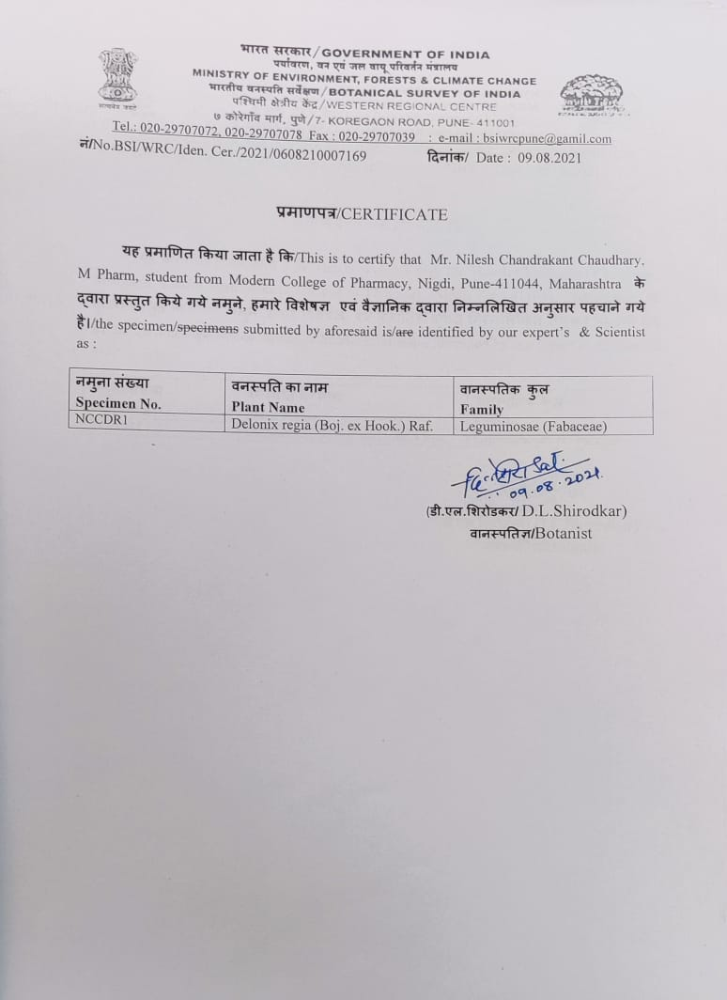 भारत सरकार/GOVERNMENT OF INDIA
पर्यावरण, वन एवं जल वायू परिवर्तन मंत्रालय
MINISTRY OF ENVIRONMENT, FORESTS & CLIMATE CHANGE
भारतीय वनस्पति सर्वेक्षण/BOTANICAL SURVEY OF INDIA
पश्चिमी क्षेत्रीय केंद्र/WESTERN REGIONAL CENTRE
७ कोरेगाँव मार्ग, पुणे/7- KOREGAON ROAD, PUNE- 411001
सत्यमेव जयते
Tel.: 020-29707072, 020-29707078 Fax : 020-29707039 : e-mail : bsiwrcpune@gamil.com
नं/No.BSI/WRC/Iden. Cer./2021/0608210007169 दिनांक/ Date : 09.08.2021
प्रमाणपत्र/CERTIFICATE
यह प्रमाणित किया जाता है कि/This is to certify that Mr. Nilesh Chandrakant Chaudhary,
M Pharm, student from Modern College of Pharmacy, Nigdi, Pune-411044, Maharashtra के
द्वारा प्रस्तुत किये गये नमुने, हमारे विशेषज्ञ एवं वैज्ञानिक द्वारा निम्नलिखित अनुसार पहचाने गये
है।/the specimen/specimens submitted by aforesaid is/are identified by our expert's & Scientist
as :
नमुना संख्या वनस्पति का नाम वानस्पतिक कुल
Specimen No. Plant Name Family
NCCDR1 Delonix regia (Boj. ex Hook.) Raf. Leguminosae (Fabaceae)
09.08.2021
(डी.एल.शिरोडकर/ D.L.Shirodkar)
वानस्पतिज्ञ/Botanist